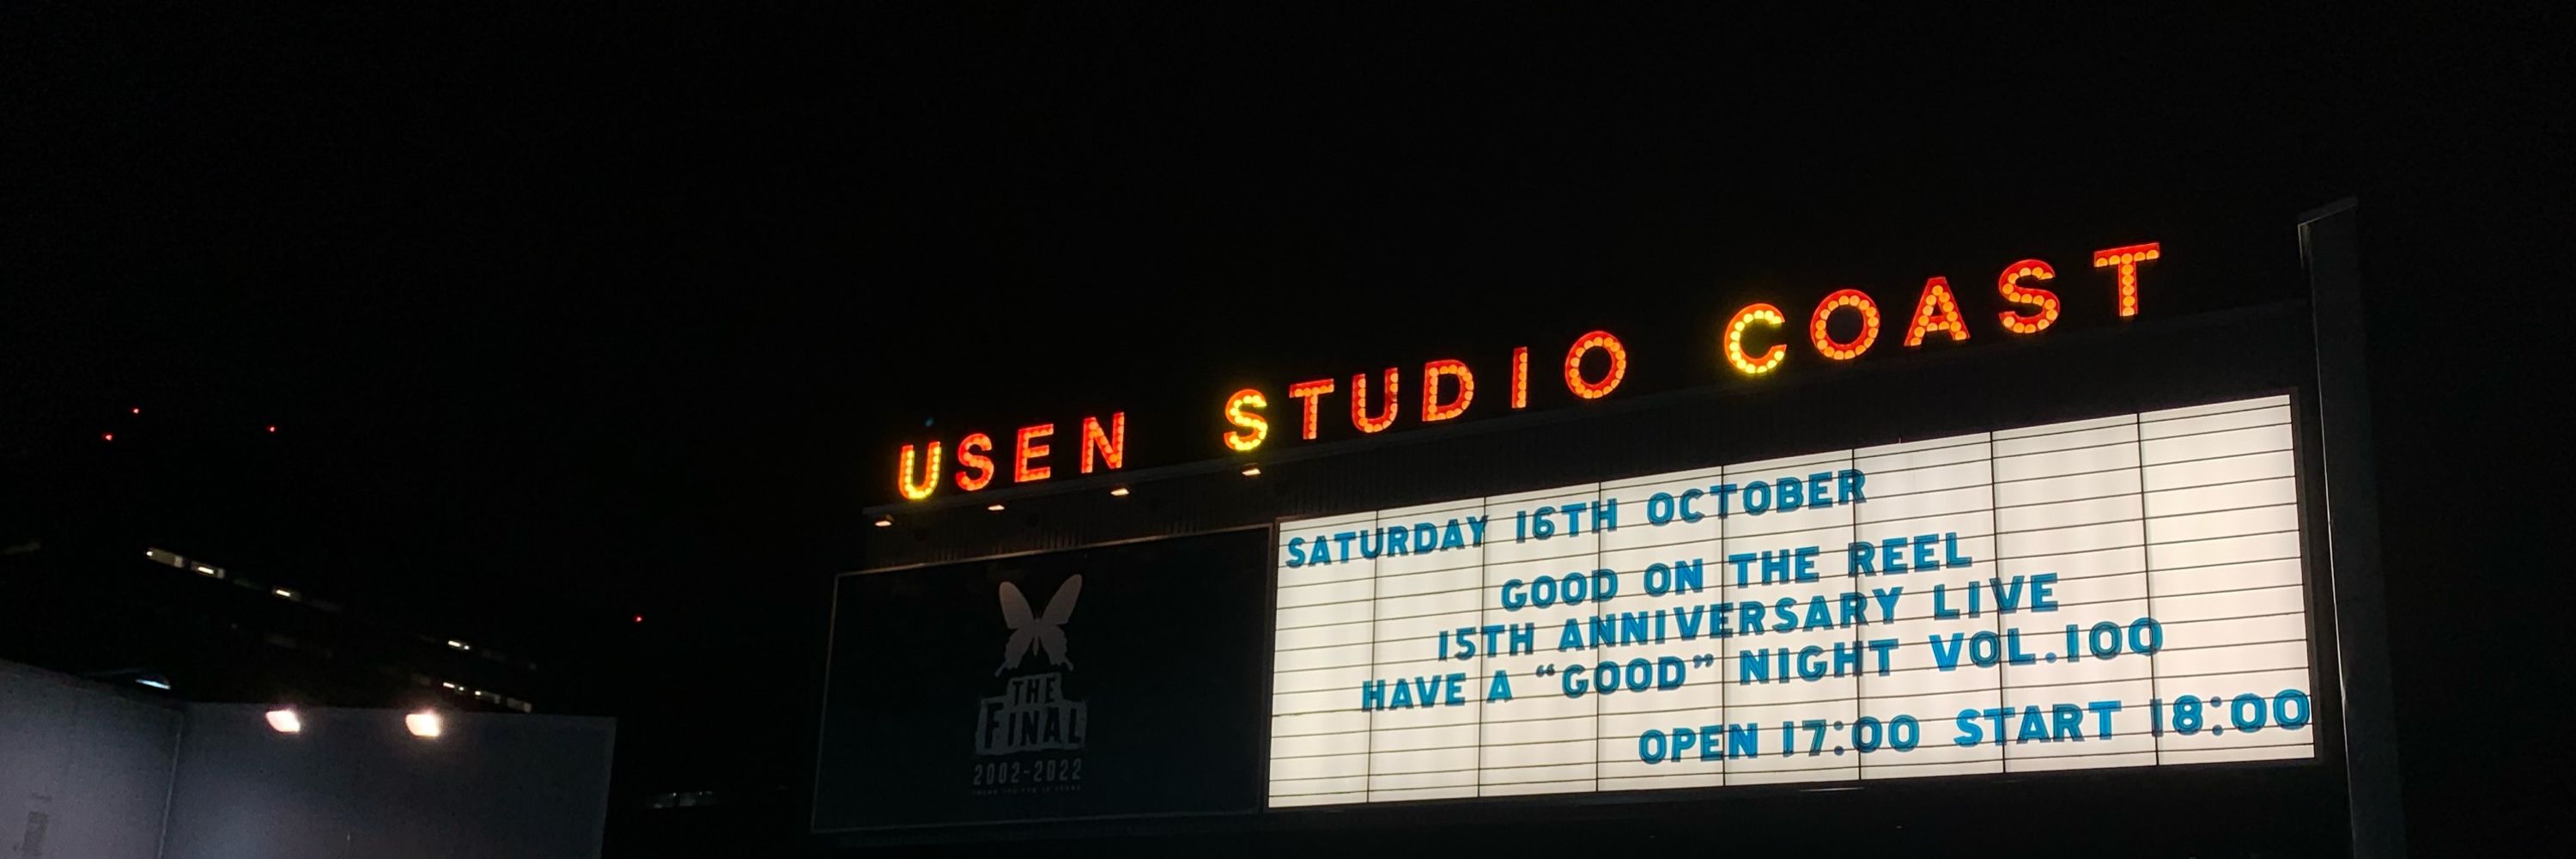 USEN STUDIO COAST
SATURDAY 16TH OCTOBER
GOOD ON THE REEL
15TH ANNIVERSARY LIVE
HAVE A “GOOD” NIGHT VOL.100
OPEN 17:00 START 18:00
THE
FINAL
2002-2022